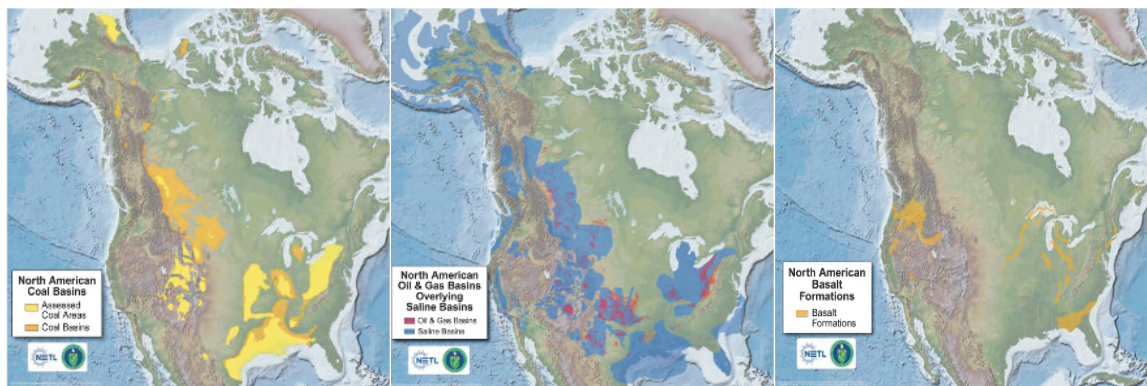 North American
Coal Basins
Assessed
Coal Areas
Coal Basins
NETL
North American
Oil & Gas Basins
Overlying
Saline Basins
Oil & Gas Basins
Saline Basins
NETL
North American
Basalt
Formations
Basalt
Formations
NETL